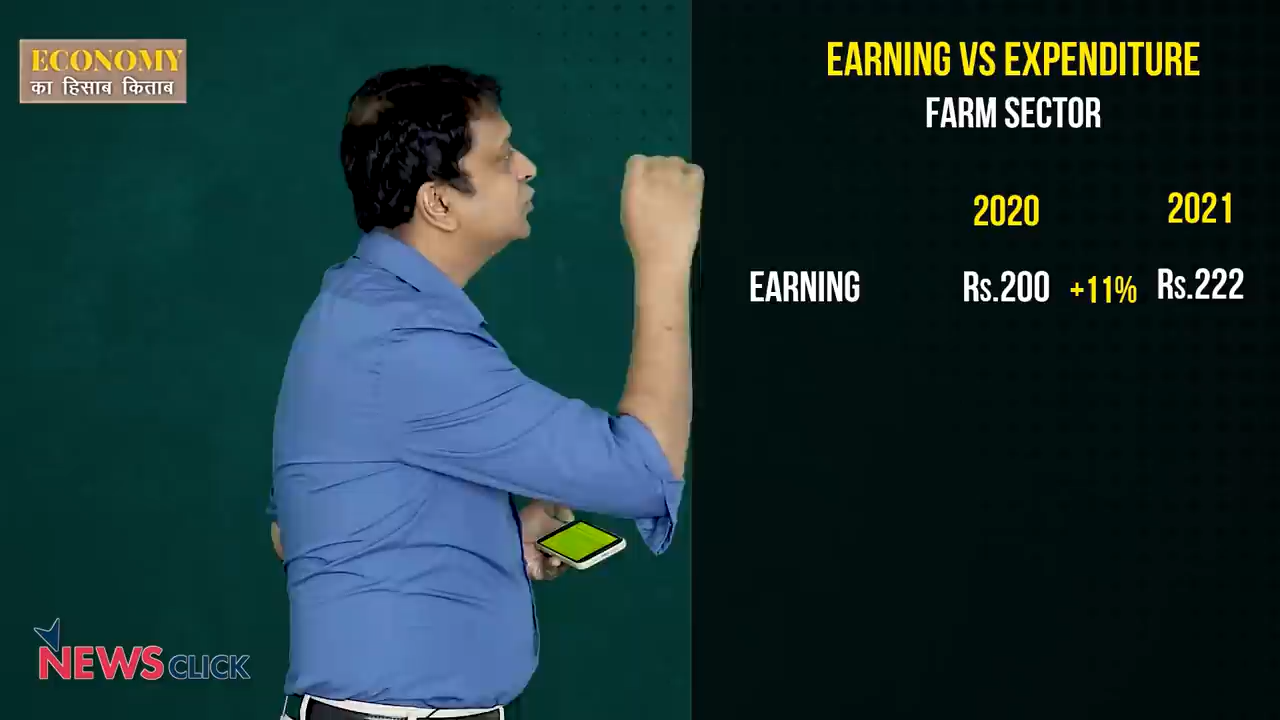 ECONOMY
का हिसाब किताब
EARNING VS EXPENDITURE
FARM SECTOR
2020 2021
EARNING Rs.200 +11% Rs.222
NEWSCLICK